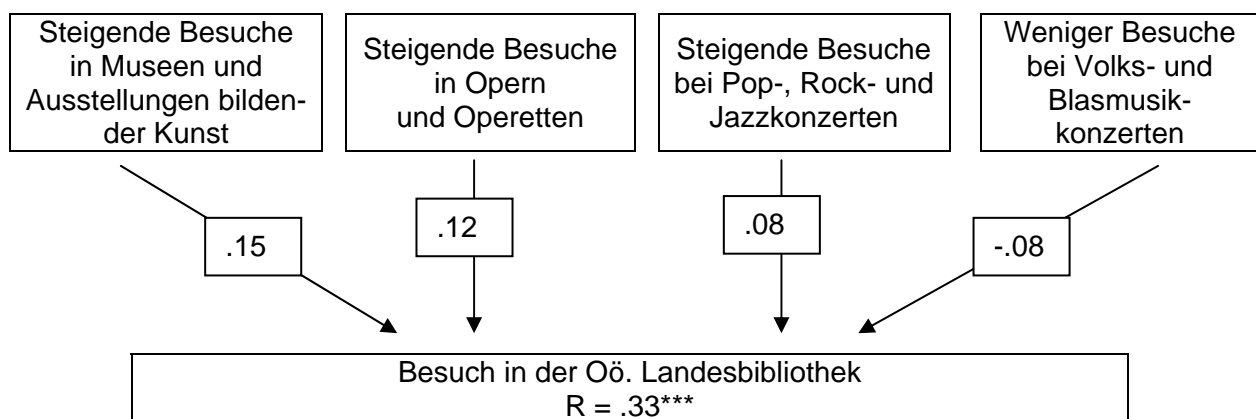 Steigende Besuche
in Museen und
Ausstellungen bilden-
der Kunst
Steigende Besuche
in Opern
und Operetten
Steigende Besuche
bei Pop-, Rock- und
Jazzkonzerten
Weniger Besuche
bei Volks- und
Blasmusik-
konzerten
.15
.12
.08
-.08
Besuch in der Oö. Landesbibliothek
R = .33***